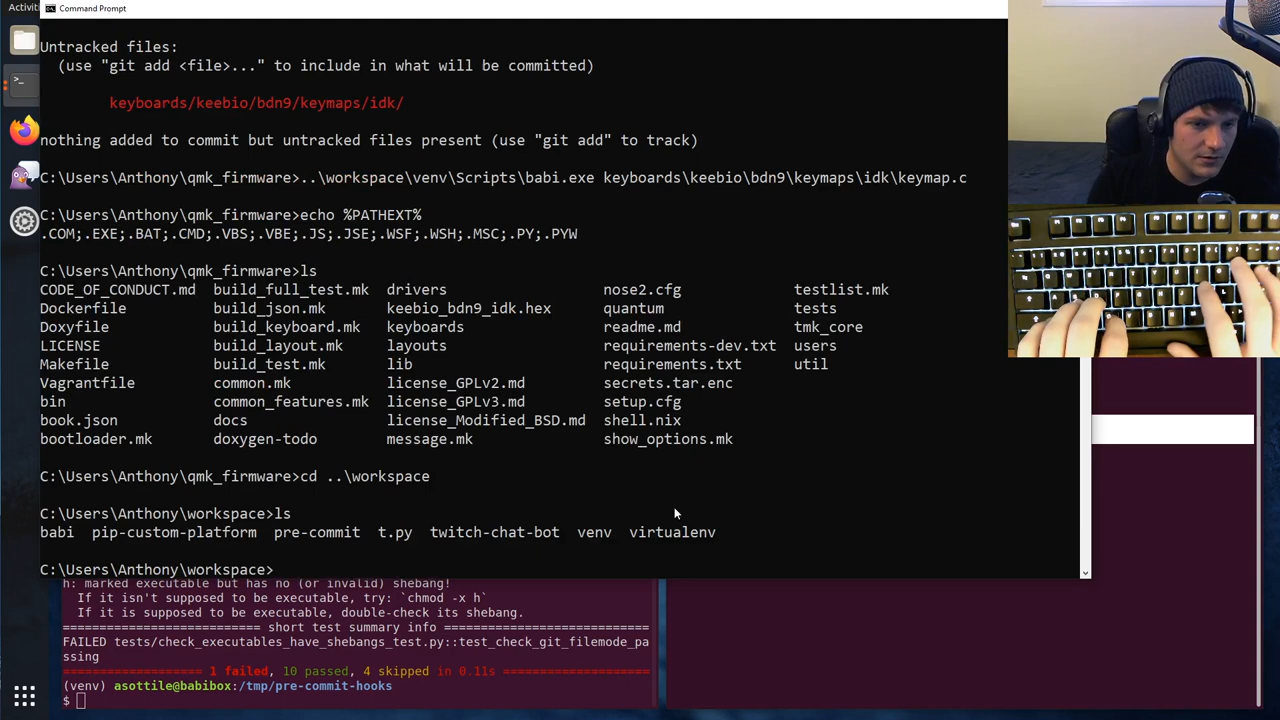 Activiti
Command Prompt
Untracked files:
(use "git add <file>..." to include in what will be committed)
keyboards/keebio/bdn9/keymaps/idk/
nothing added to commit but untracked files present (use "git add" to track)
C:\Users\Anthony\qmk_firmware>..\workspace\venv\Scripts\babi.exe keyboards\keebio\bdn9\keymaps\idk\keymap.c
C:\Users\Anthony\qmk_firmware>echo %PATHEXT%
.COM;.EXE;.BAT;.CMD;.VBS;.VBE;.JS;.JSE;.WSF;.WSH;.MSC;.PY;.PYW
C:\Users\Anthony\qmk_firmware>ls
CODE_OF_CONDUCT.md build_full_test.mk drivers nose2.cfg testlist.mk
Dockerfile build_json.mk keebio_bdn9_idk.hex quantum tests
Doxyfile build_keyboard.mk keyboards readme.md tmk_core
LICENSE build_layout.mk layouts requirements-dev.txt users
Makefile build_test.mk lib requirements.txt util
Vagrantfile common.mk license_GPLv2.md secrets.tar.enc
bin common_features.mk license_GPLv3.md setup.cfg
book.json docs license_Modified_BSD.md shell.nix
bootloader.mk doxygen-todo message.mk show_options.mk
C:\Users\Anthony\qmk_firmware>cd ..\workspace
C:\Users\Anthony\workspace>ls
babi pip-custom-platform pre-commit t.py twitch-chat-bot venv virtualenv
C:\Users\Anthony\workspace>
h: marked executable but has no (or invalid) shebang!
If it isn't supposed to be executable, try: `chmod -x h`
If it is supposed to be executable, double-check its shebang.
========================= short test summary info =========================
FAILED tests/check_executables_have_shebangs_test.py::test_check_git_filemode_pa
ssing
================== 1 failed, 10 passed, 4 skipped in 0.11s ===================
(venv) asottile@babibox:/tmp/pre-commit-hooks
$